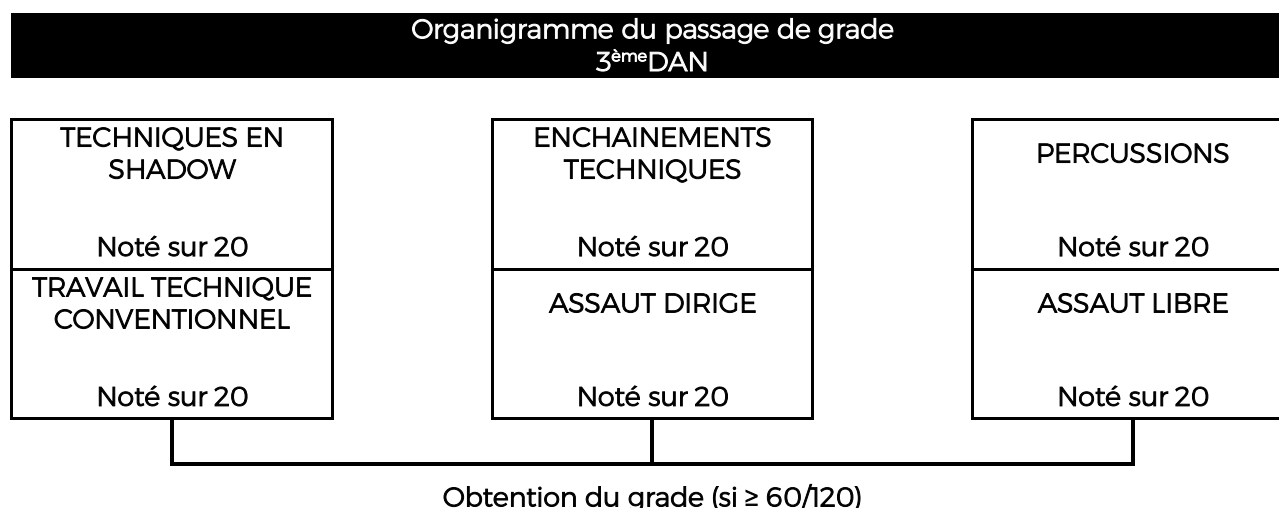 Organigramme du passage de grade
3èmeDAN
TECHNIQUES EN
SHADOW
Noté sur 20
TRAVAIL TECHNIQUE
CONVENTIONNEL
Noté sur 20
ENCHAINEMENTS
TECHNIQUES
Noté sur 20
ASSAUT DIRIGE
Noté sur 20
PERCUSSIONS
Noté sur 20
ASSAUT LIBRE
Noté sur 20
Obtention du grade (si ≥ 60/120)